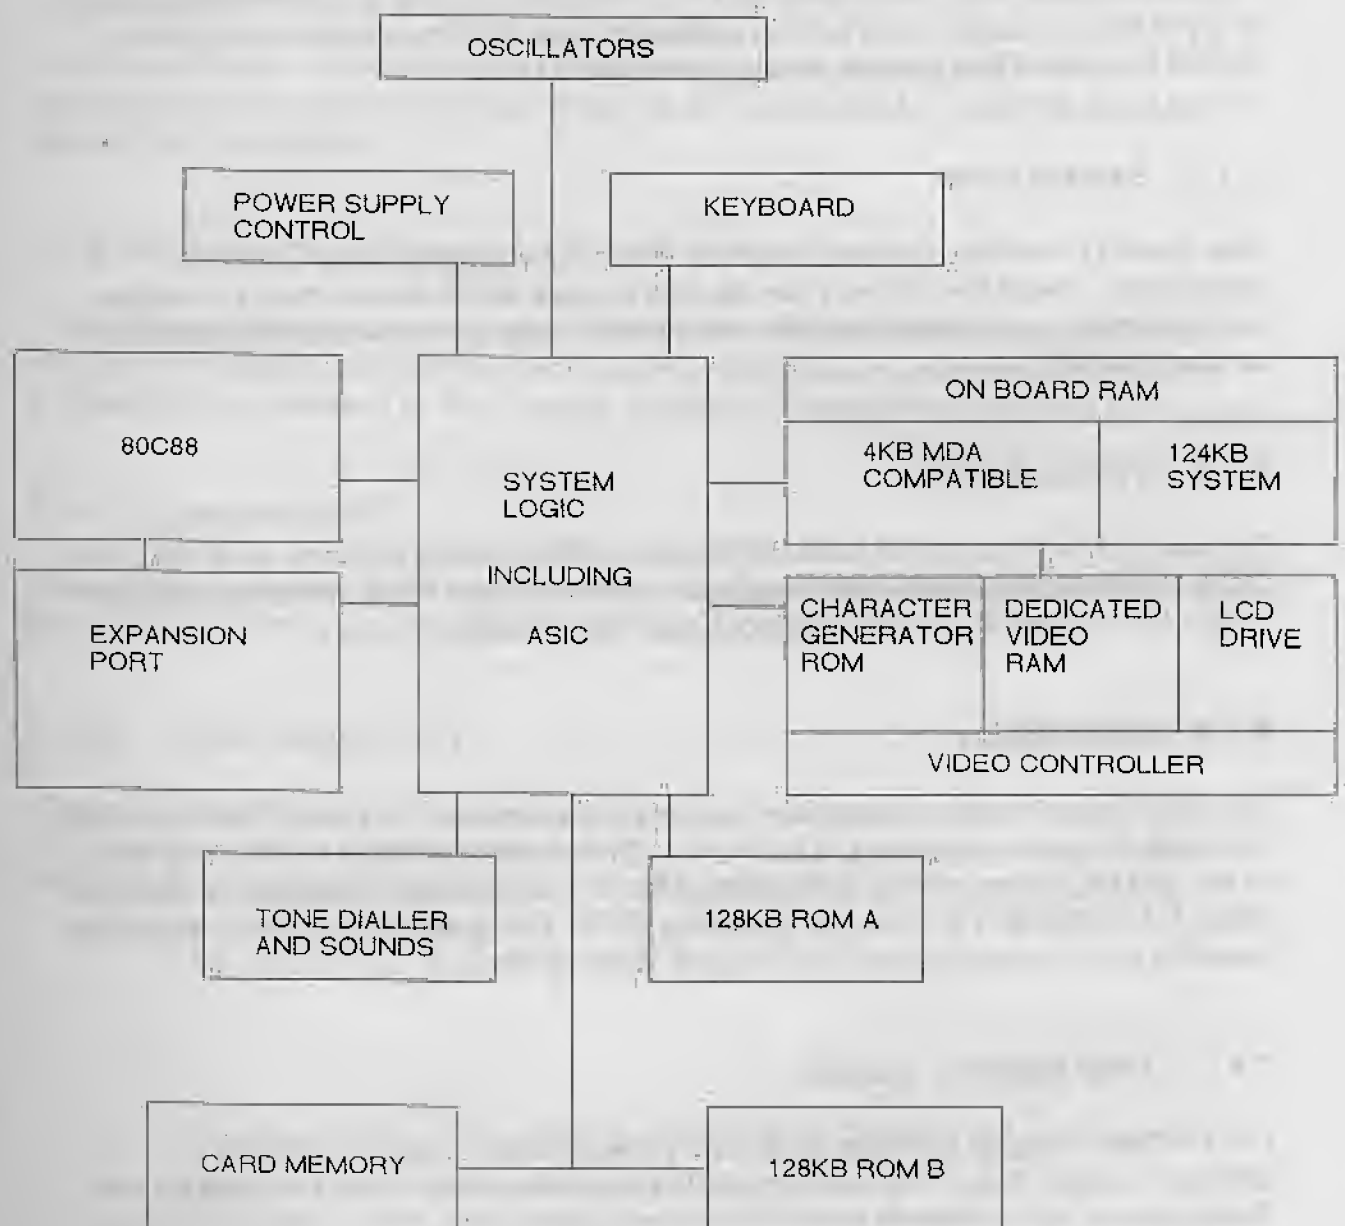 OSCILLATORS
POWER SUPPLY
CONTROL
KEYBOARD
80C88
SYSTEM
LOGIC
INCLUDING
ASIC
ON BOARD RAM
4KB MDA
COMPATIBLE
124KB
SYSTEM
EXPANSION
PORT
CHARACTER
GENERATOR
ROM
DEDICATED
VIDEO
RAM
LCD
DRIVE
VIDEO CONTROLLER
TONE DIALLER
AND SOUNDS
128KB ROM A
CARD MEMORY
128KB ROM B